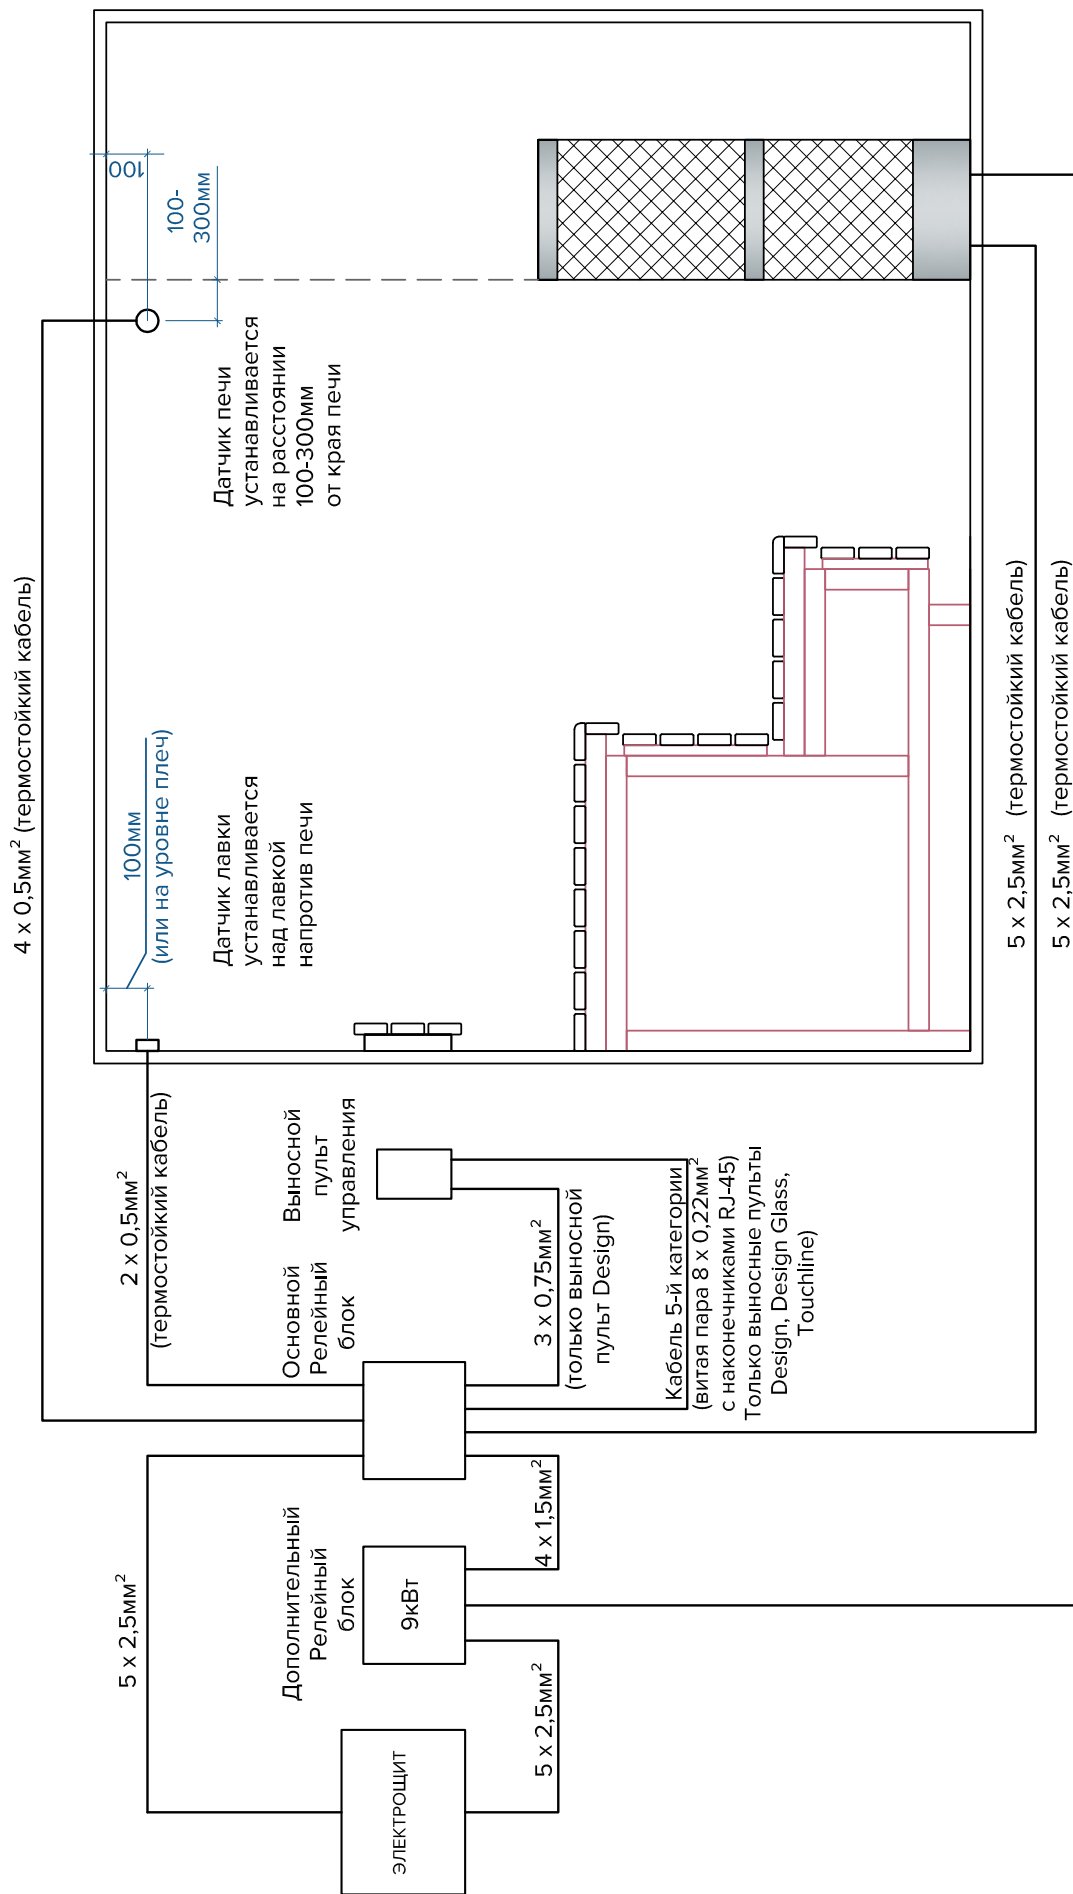 4 x 0,5мм² (термостойкий кабель)
100мм
(или на уровне плеч)
100
100-
300мм
Датчик лавки
устанавливается
над лавкой
напротив печи
Датчик печи
устанавливается
на расстоянии
100-300мм
от края печи
5 x 2,5мм²
2 x 0,5мм²
(термостойкий кабель)
ЭЛЕКТРОЩИТ
Дополнительный
Релейный
блок
9кВт
Основной
Релейный
блок
Выносной
пульт
управления
5 x 2,5мм²
4 x 1,5мм²
3 x 0,75мм²
(только выносной
пульт Design)
Кабель 5-й категории
(витая пара 8 x 0,22мм²
с наконечниками RJ-45)
Только выносные пульты
Design, Design Glass,
Touchline)
5 x 2,5мм² (термостойкий кабель)
5 x 2,5мм² (термостойкий кабель)